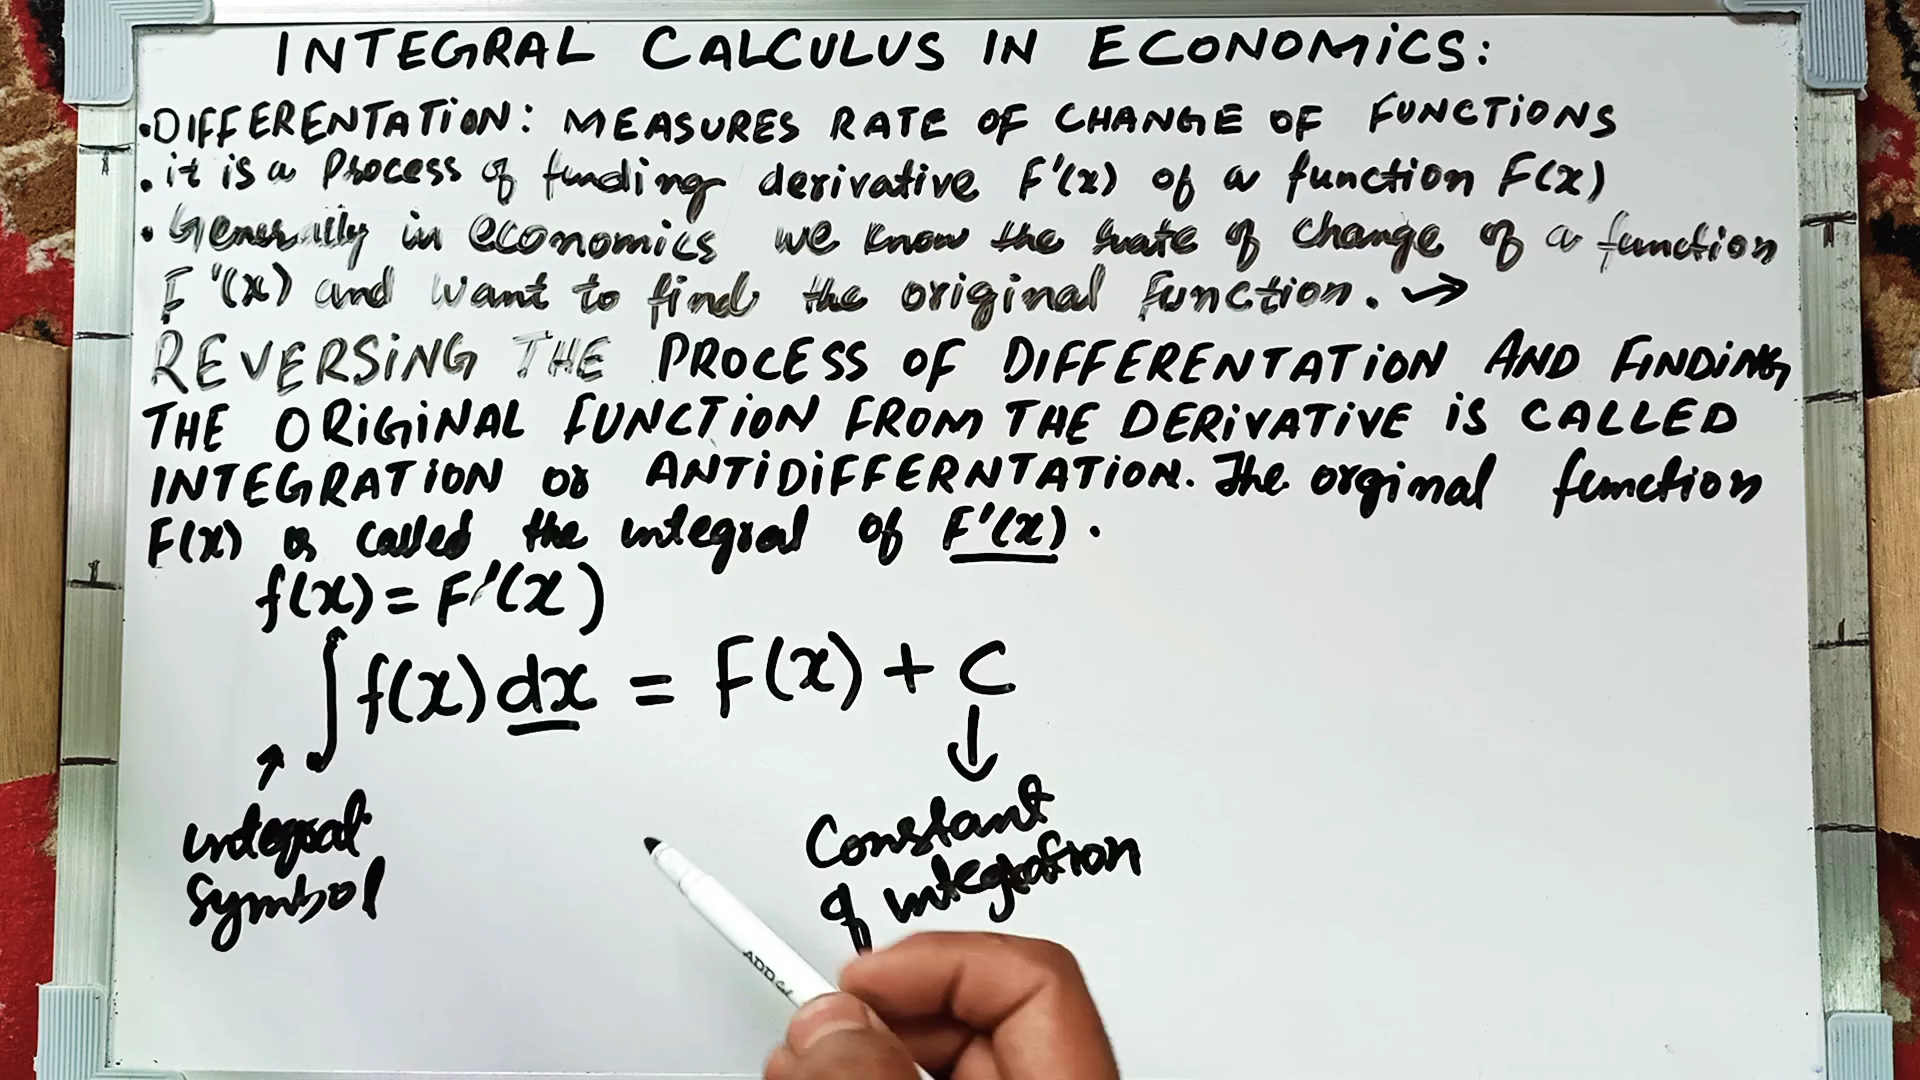 INTEGRAL CALCULUS IN ECONOMICS:
• DIFFERENTATION: MEASURES RATE OF CHANGE OF FUNCTIONS
• it is a Process of funding derivative F'(x) of a function F(x)
• Generally in economics we know the rate of change of a function
F'(x) and want to find the original function. →
REVERSING THE PROCESS OF DIFFERENTATION AND FINDING
THE ORIGINAL FUNCTION FROM THE DERIVATIVE IS CALLED
INTEGRATION or ANTIDIFFERNTATION. The orginal function
F(x) is called the integral of F'(x).
f(x) = F'(x)
∫ f(x) dx = F(x) + C
integral
symbol
Constant
of integration
ADD Gel